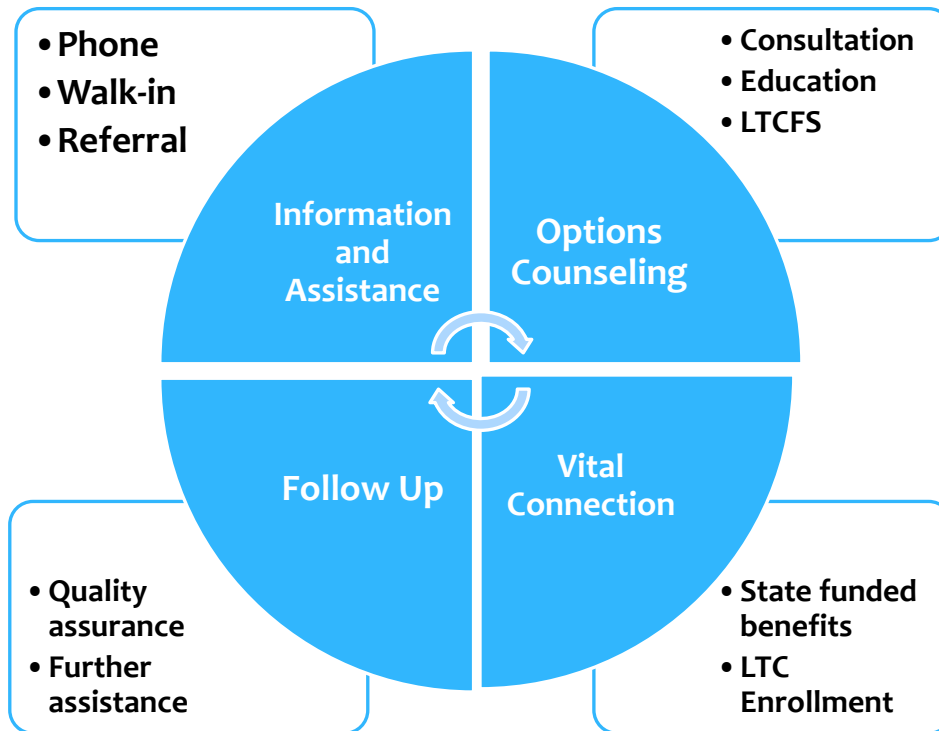 • Phone
• Walk-in
• Referral
• Consultation
• Education
• LTCFS
Information
and
Assistance
Options
Counseling
Follow Up
Vital
Connection
• Quality
assurance
• Further
assistance
• State funded
benefits
• LTC
Enrollment